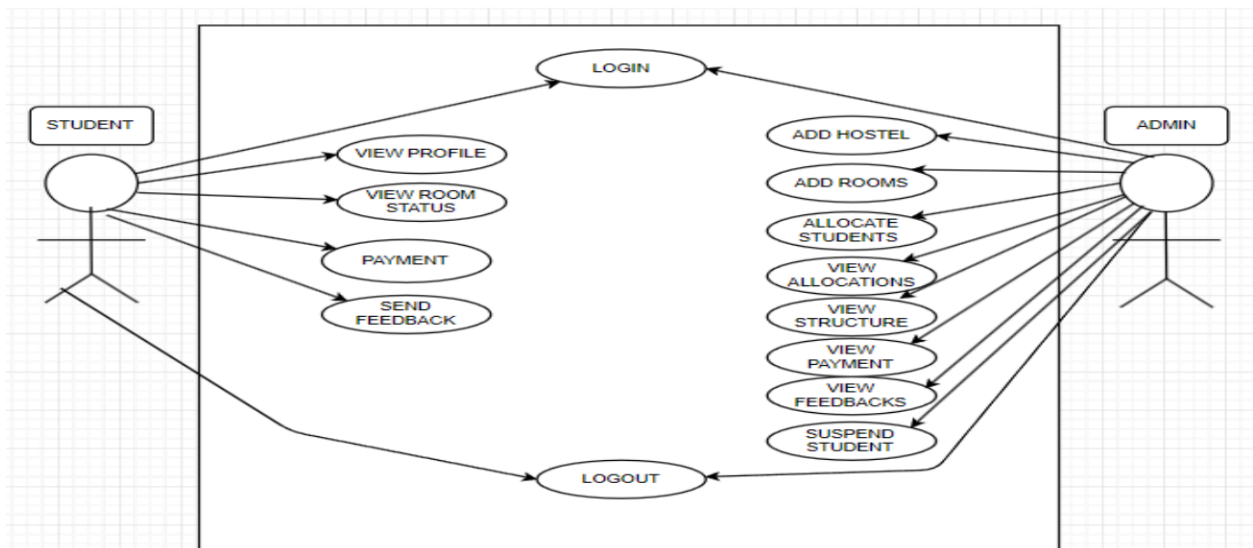 LOGIN
STUDENT
ADMIN
ADD HOSTEL
VIEW PROFILE
ADD ROOMS
VIEW ROOM
STATUS
ALLOCATE
STUDENTS
PAYMENT
VIEW
ALLOCATIONS
SEND
FEEDBACK
VIEW
STRUCTURE
VIEW
PAYMENT
VIEW
FEEDBACKS
SUSPEND
STUDENT
LOGOUT